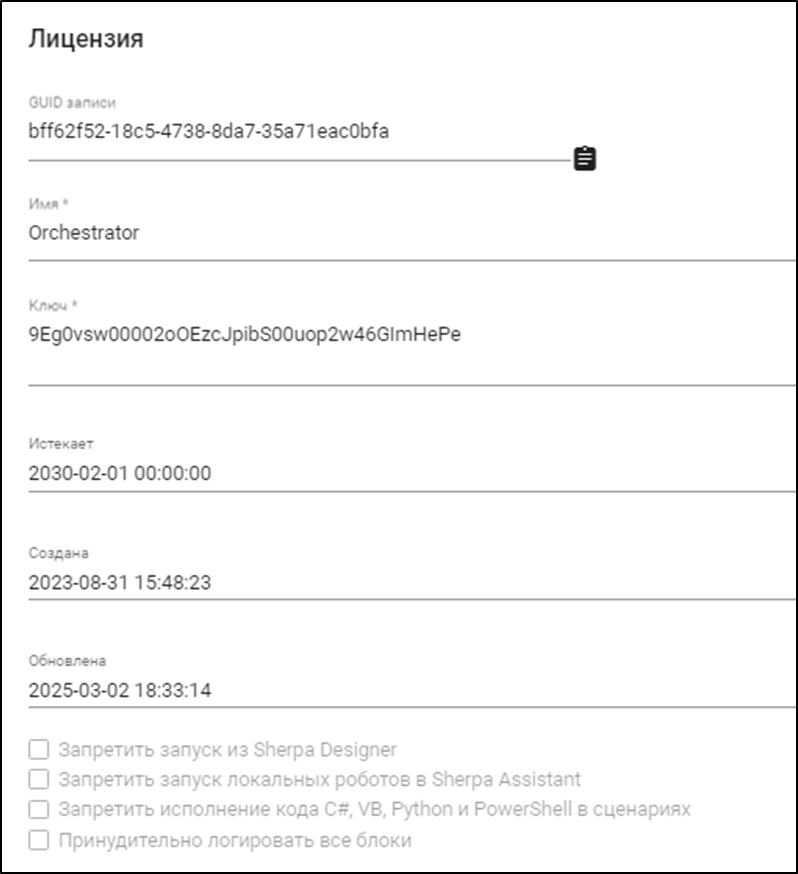 Лицензия
GUID записи
bff62f52-18c5-4738-8da7-35a71eac0bfa
Имя *
Orchestrator
Ключ *
9Eg0vsw00002oOEzcJpibS00uop2w46GImHePe
Истекает
2030-02-01 00:00:00
Создана
2023-08-31 15:48:23
Обновлена
2025-03-02 18:33:14
Запретить запуск из Sherpa Designer
Запретить запуск локальных роботов в Sherpa Assistant
Запретить исполнение кода C#, VB, Python и PowerShell в сценариях
Принудительно логировать все блоки